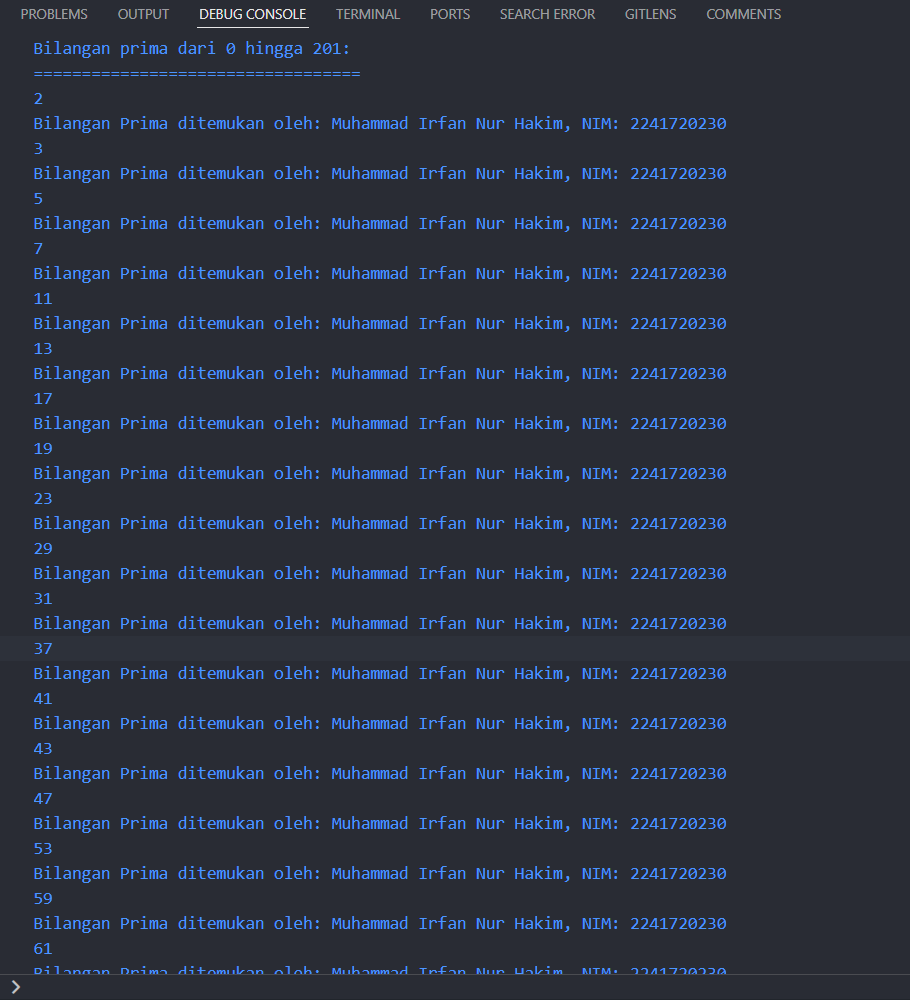 PROBLEMS OUTPUT DEBUG CONSOLE TERMINAL PORTS SEARCH ERROR GITLENS COMMENTS
Bilangan prima dari 0 hingga 201:
==================================
2
Bilangan Prima ditemukan oleh: Muhammad Irfan Nur Hakim, NIM: 2241720230
3
Bilangan Prima ditemukan oleh: Muhammad Irfan Nur Hakim, NIM: 2241720230
5
Bilangan Prima ditemukan oleh: Muhammad Irfan Nur Hakim, NIM: 2241720230
7
Bilangan Prima ditemukan oleh: Muhammad Irfan Nur Hakim, NIM: 2241720230
11
Bilangan Prima ditemukan oleh: Muhammad Irfan Nur Hakim, NIM: 2241720230
13
Bilangan Prima ditemukan oleh: Muhammad Irfan Nur Hakim, NIM: 2241720230
17
Bilangan Prima ditemukan oleh: Muhammad Irfan Nur Hakim, NIM: 2241720230
19
Bilangan Prima ditemukan oleh: Muhammad Irfan Nur Hakim, NIM: 2241720230
23
Bilangan Prima ditemukan oleh: Muhammad Irfan Nur Hakim, NIM: 2241720230
29
Bilangan Prima ditemukan oleh: Muhammad Irfan Nur Hakim, NIM: 2241720230
31
Bilangan Prima ditemukan oleh: Muhammad Irfan Nur Hakim, NIM: 2241720230
37
Bilangan Prima ditemukan oleh: Muhammad Irfan Nur Hakim, NIM: 2241720230
41
Bilangan Prima ditemukan oleh: Muhammad Irfan Nur Hakim, NIM: 2241720230
43
Bilangan Prima ditemukan oleh: Muhammad Irfan Nur Hakim, NIM: 2241720230
47
Bilangan Prima ditemukan oleh: Muhammad Irfan Nur Hakim, NIM: 2241720230
53
Bilangan Prima ditemukan oleh: Muhammad Irfan Nur Hakim, NIM: 2241720230
59
Bilangan Prima ditemukan oleh: Muhammad Irfan Nur Hakim, NIM: 2241720230
61
Bilangan Prima ditemukan oleh: Muhammad Irfan Nur Hakim, NIM: 2241720230